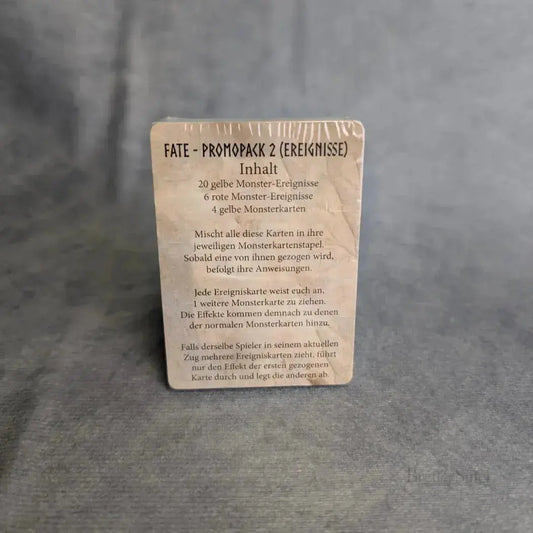 FATE - PROMOPACK 2 (EREIGNISSE)
Inhalt
20 gelbe Monster-Ereignisse
6 rote Monster-Ereignisse
4 gelbe Monsterkarten
Mischt alle diese Karten in ihre
jeweiligen Monsterkartenstapel.
Sobald eine von ihnen gezogen wird,
befolgt ihre Anweisungen.
Jede Ereigniskarte weist euch an,
1 weitere Monsterkarte zu ziehen.
Die Effekte kommen demnach zu denen
der normalen Monsterkarten hinzu.
Falls derselbe Spieler in seinem aktuellen
Zug mehrere Ereigniskarten zieht, führt
nur den Effekt der ersten gezogenen
Karte durch und legt die anderen ab.